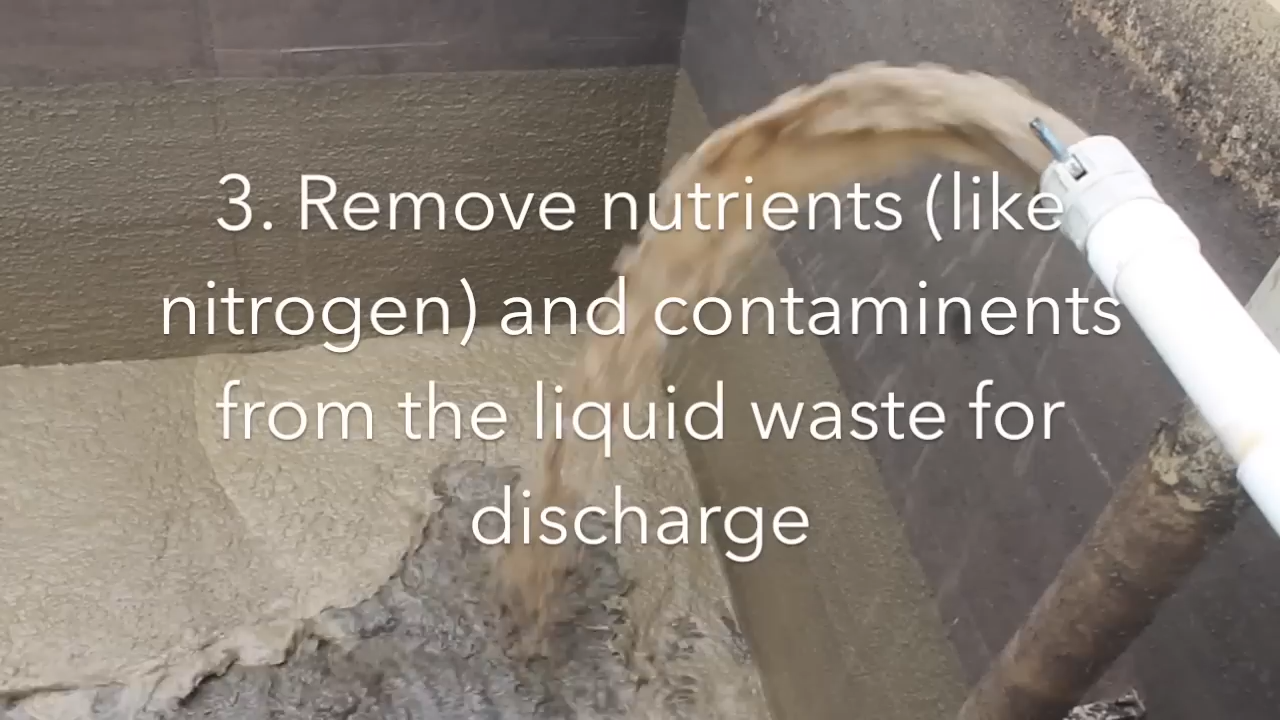 3. Remove nutrients (like
nitrogen) and contaminents
from the liquid waste for
discharge